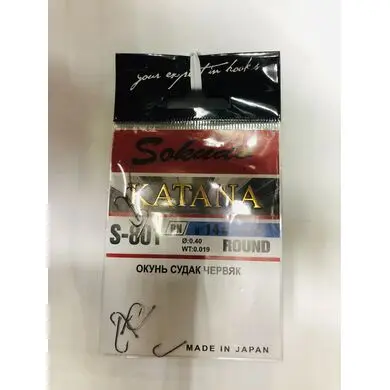 your expert in hooks
KATANA
S-801 PN # 14
Ø:0.40
WT:0.019
ROUND
ОКУНЬ СУДАК ЧЕРВЯК
MADE IN JAPAN